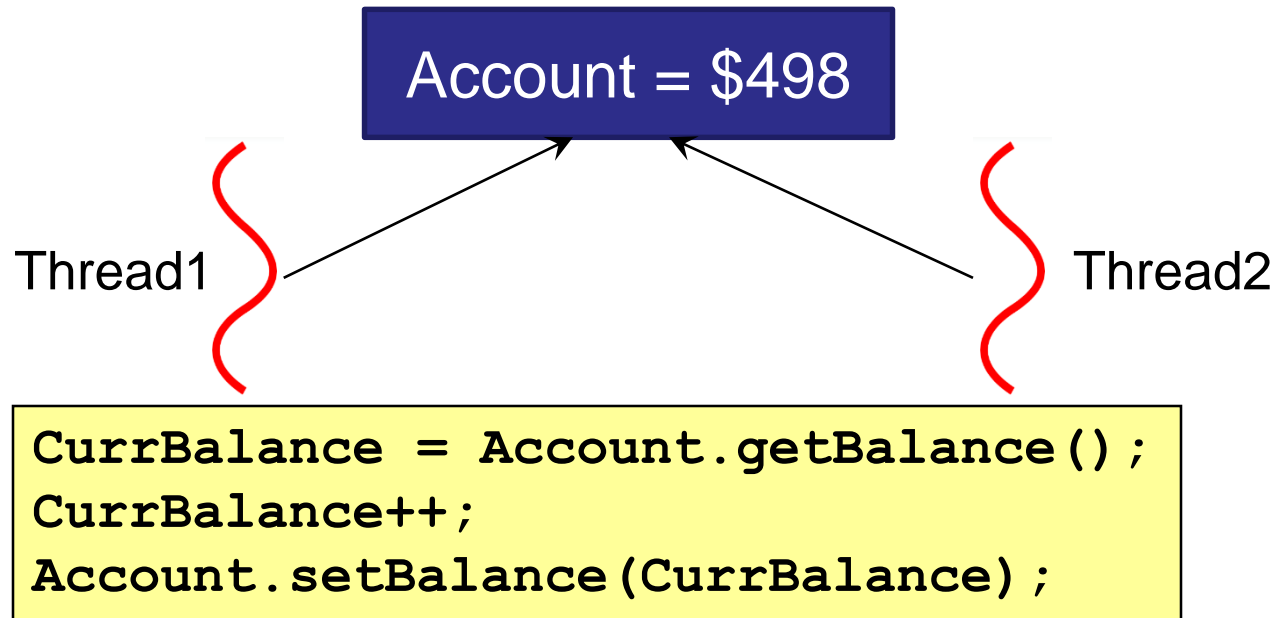 Account = $498
Thread1
Thread2
CurrBalance = Account.getBalance();
CurrBalance++;
Account.setBalance(CurrBalance);